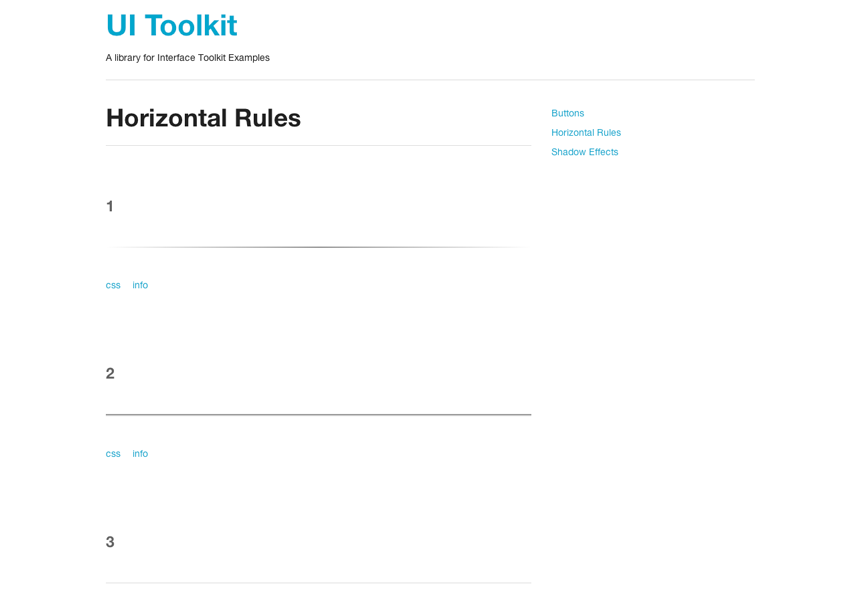 UI Toolkit
A library for Interface Toolkit Examples
Horizontal Rules
1
css info
2
css info
3
Buttons
Horizontal Rules
Shadow Effects